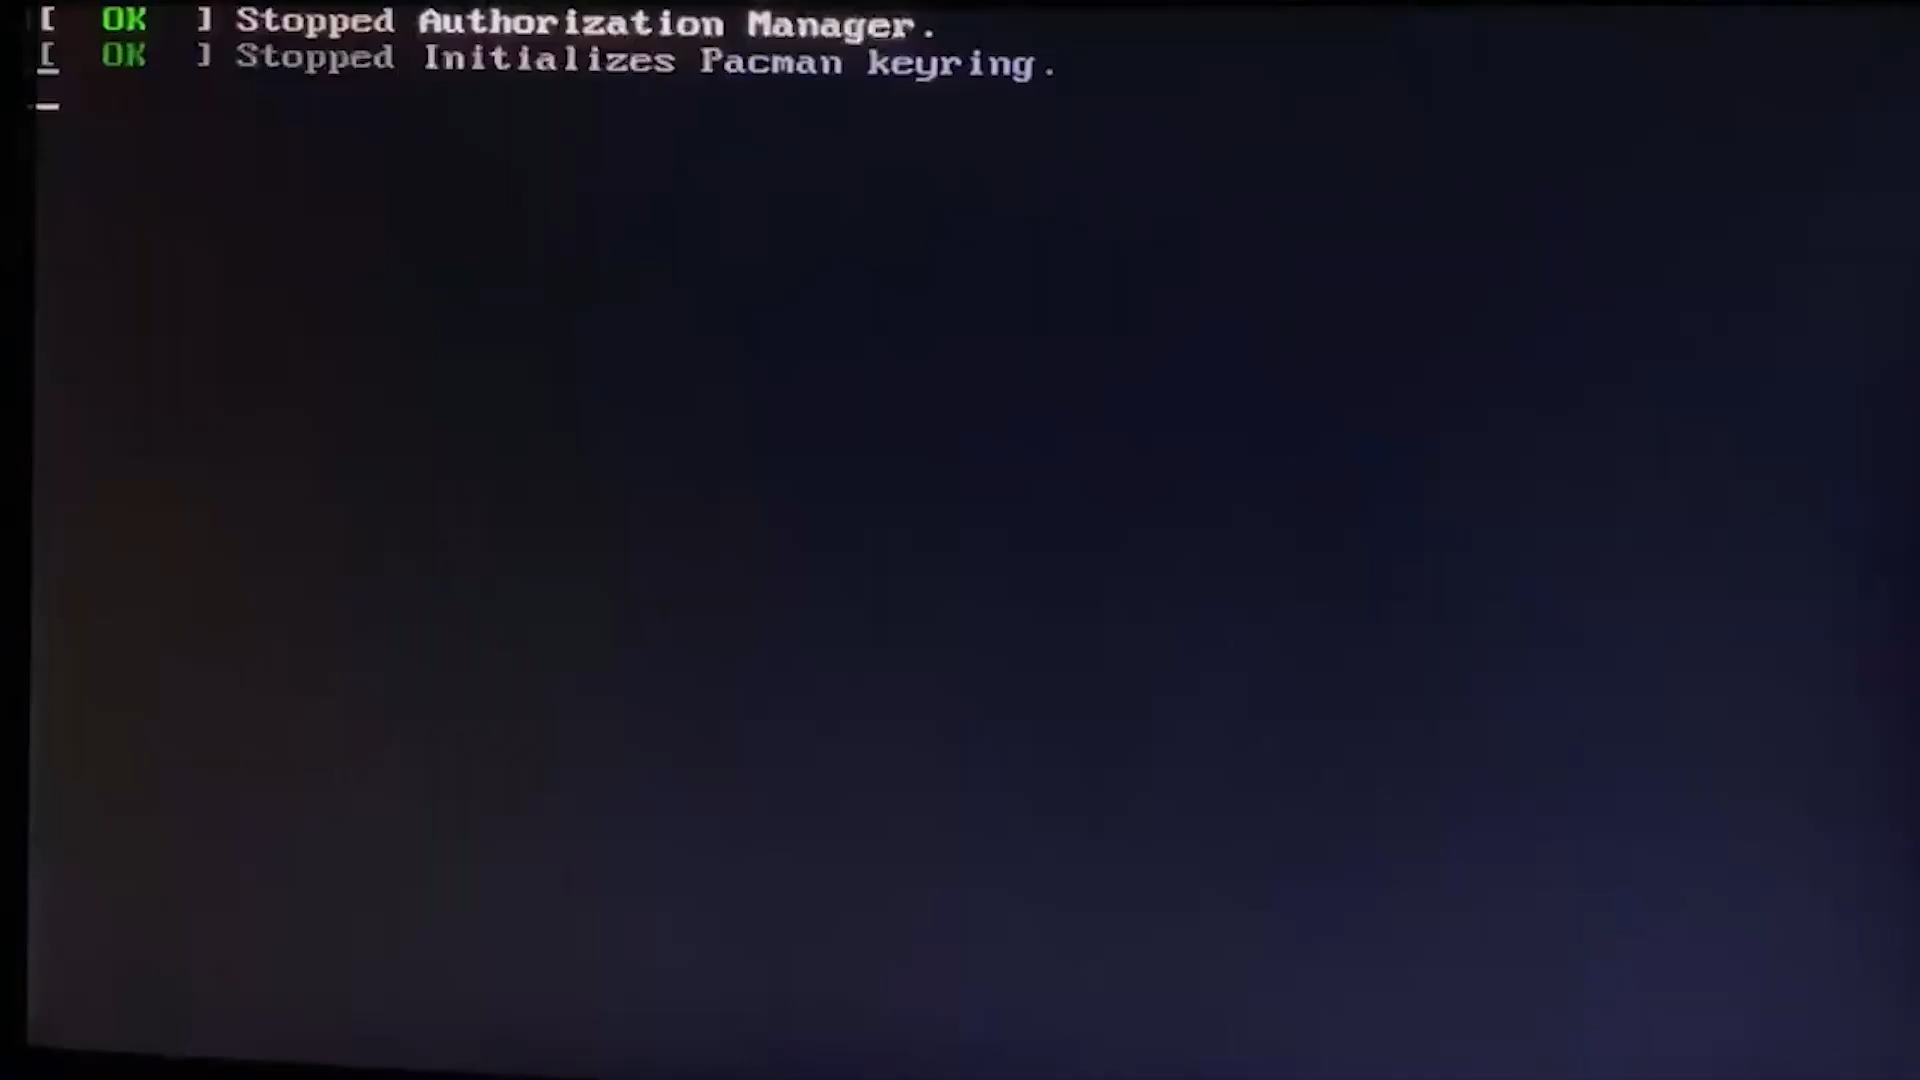 [  OK  ] Stopped Authorization Manager.
[  OK  ] Stopped Initializes Pacman keyring.